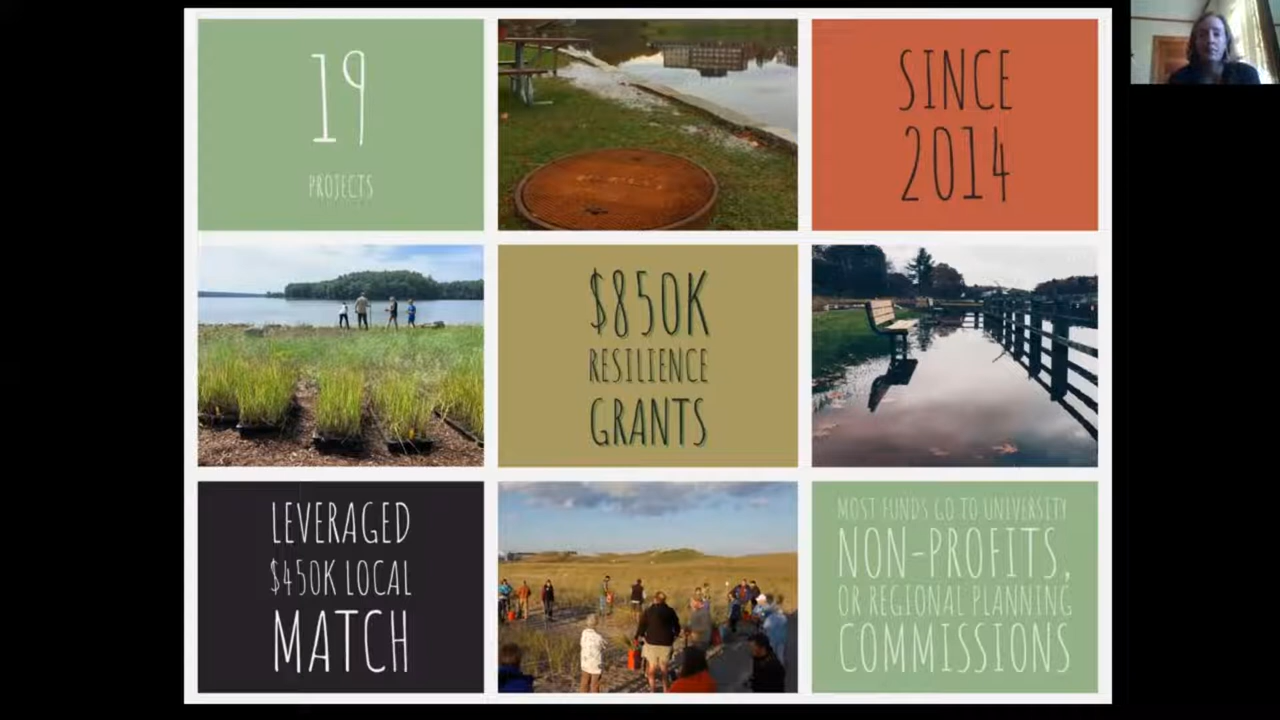 19
PROJECTS
SINCE
2014
$850K
RESILIENCE
GRANTS
LEVERAGED
$450K LOCAL
MATCH
MOST FUNDS GO TO UNIVERSITY
NON-PROFITS,
OR REGIONAL PLANNING
COMMISSIONS